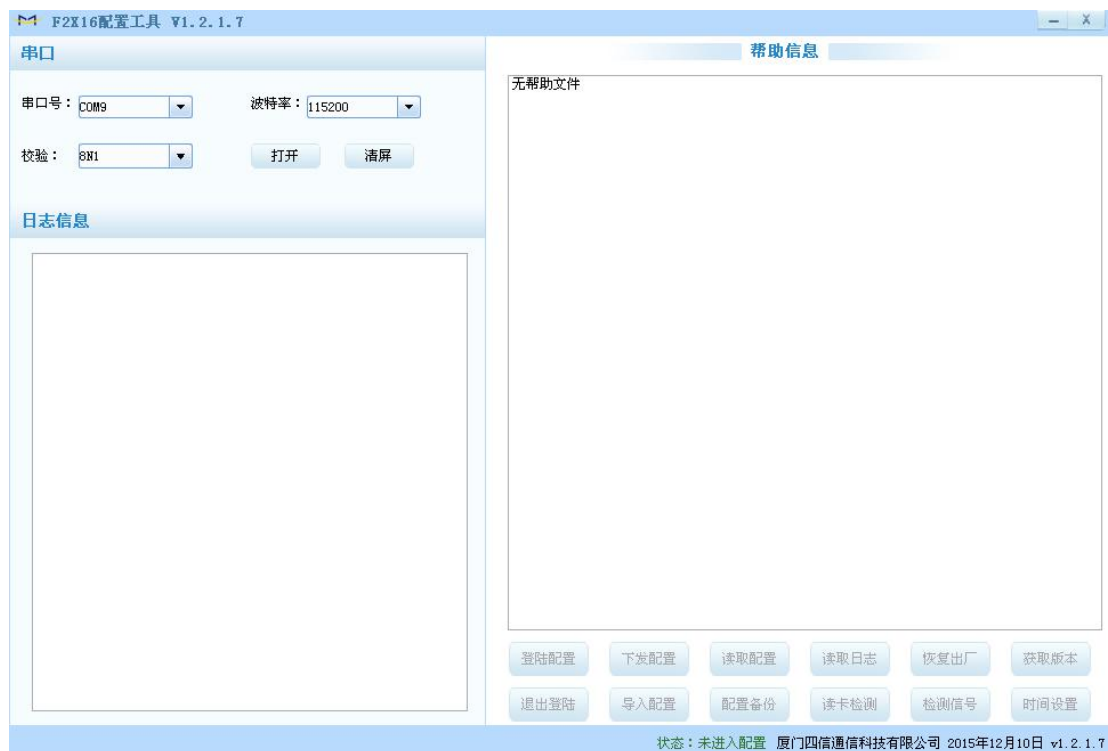 F2X16配置工具 V1.2.1.7
串口
串口号： COM9 波特率： 115200
校验： 8N1 打开 清屏
日志信息
帮助信息
无帮助文件
登陆配置 下发配置 读取配置 读取日志 恢复出厂 获取版本
退出登陆 导入配置 配置备份 读卡检测 检测信号 时间设置
状态：未进入配置 厦门四信通信科技有限公司 2015年12月10日 v1.2.1.7